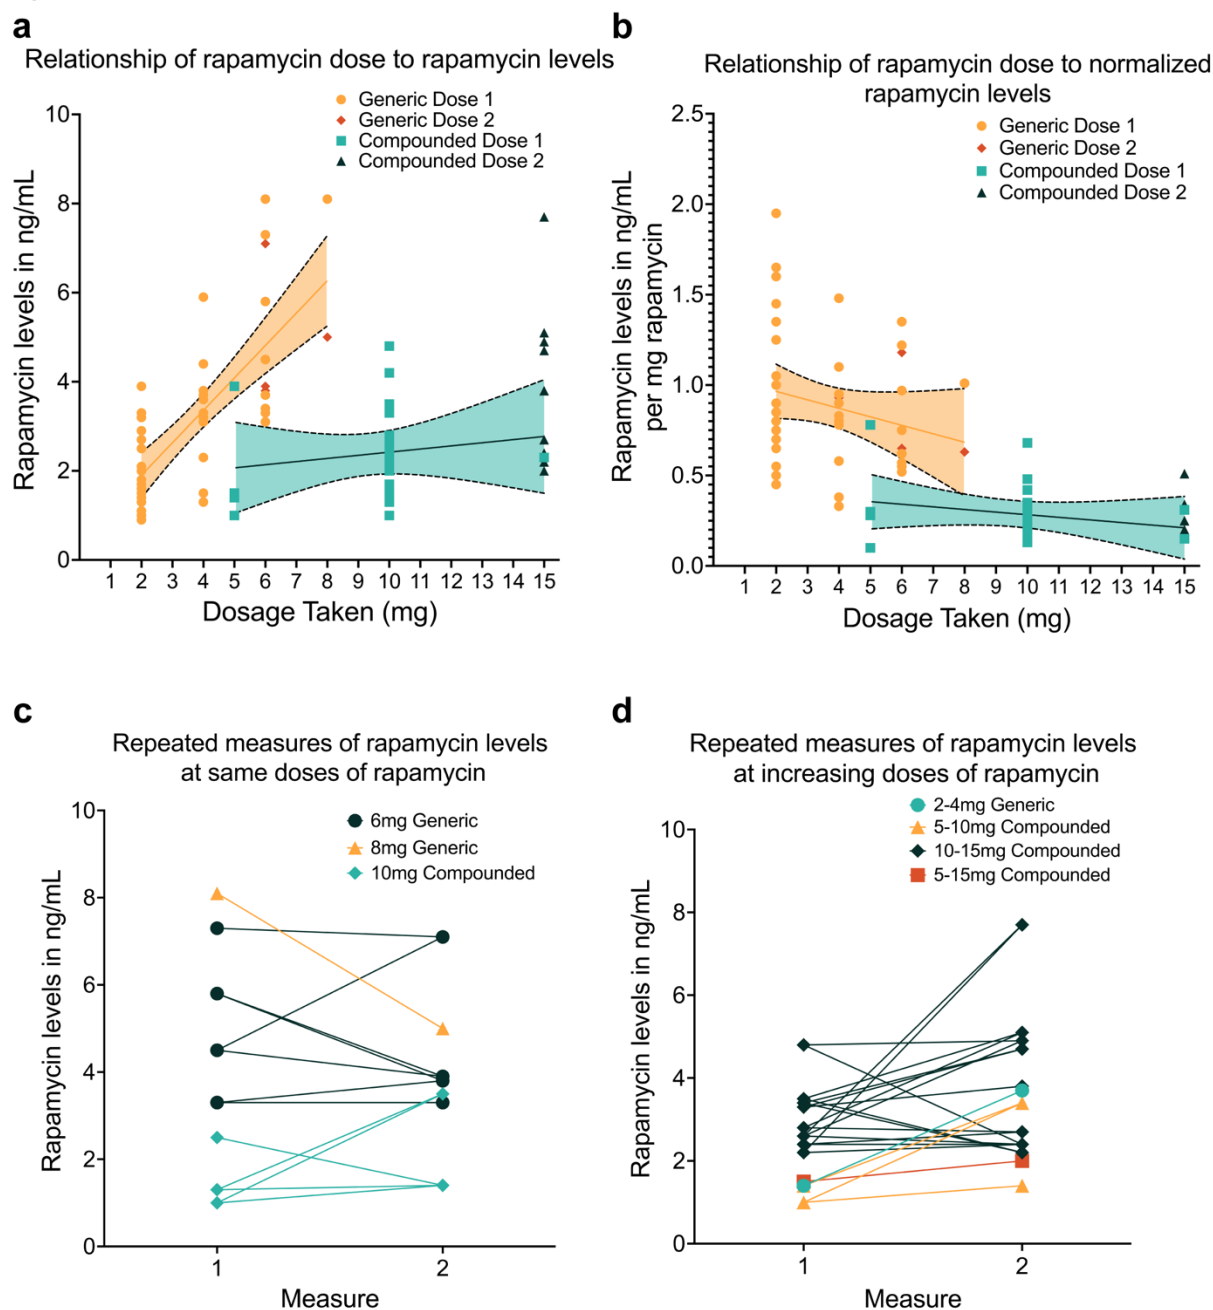 a
Relationship of rapamycin dose to rapamycin levels
Generic Dose 1
Generic Dose 2
Compounded Dose 1
Compounded Dose 2
10
8
6
4
2
0
Rapamycin levels in ng/mL
1 2 3 4 5 6 7 8 9 10 11 12 13 14 15
Dosage Taken (mg)
b
Relationship of rapamycin dose to normalized
rapamycin levels
Generic Dose 1
Generic Dose 2
Compounded Dose 1
Compounded Dose 2
2.5
2.0
1.5
1.0
0.5
0.0
Rapamycin levels in ng/mL
per mg rapamycin
1 2 3 4 5 6 7 8 9 10 11 12 13 14 15
Dosage Taken (mg)
c
Repeated measures of rapamycin levels
at same doses of rapamycin
6mg Generic
8mg Generic
10mg Compounded
10
8
6
4
2
0
Rapamycin levels in ng/mL
1 2
Measure
d
Repeated measures of rapamycin levels
at increasing doses of rapamycin
2-4mg Generic
5-10mg Compounded
10-15mg Compounded
5-15mg Compounded
10
8
6
4
2
0
Rapamycin levels in ng/mL
1 2
Measure